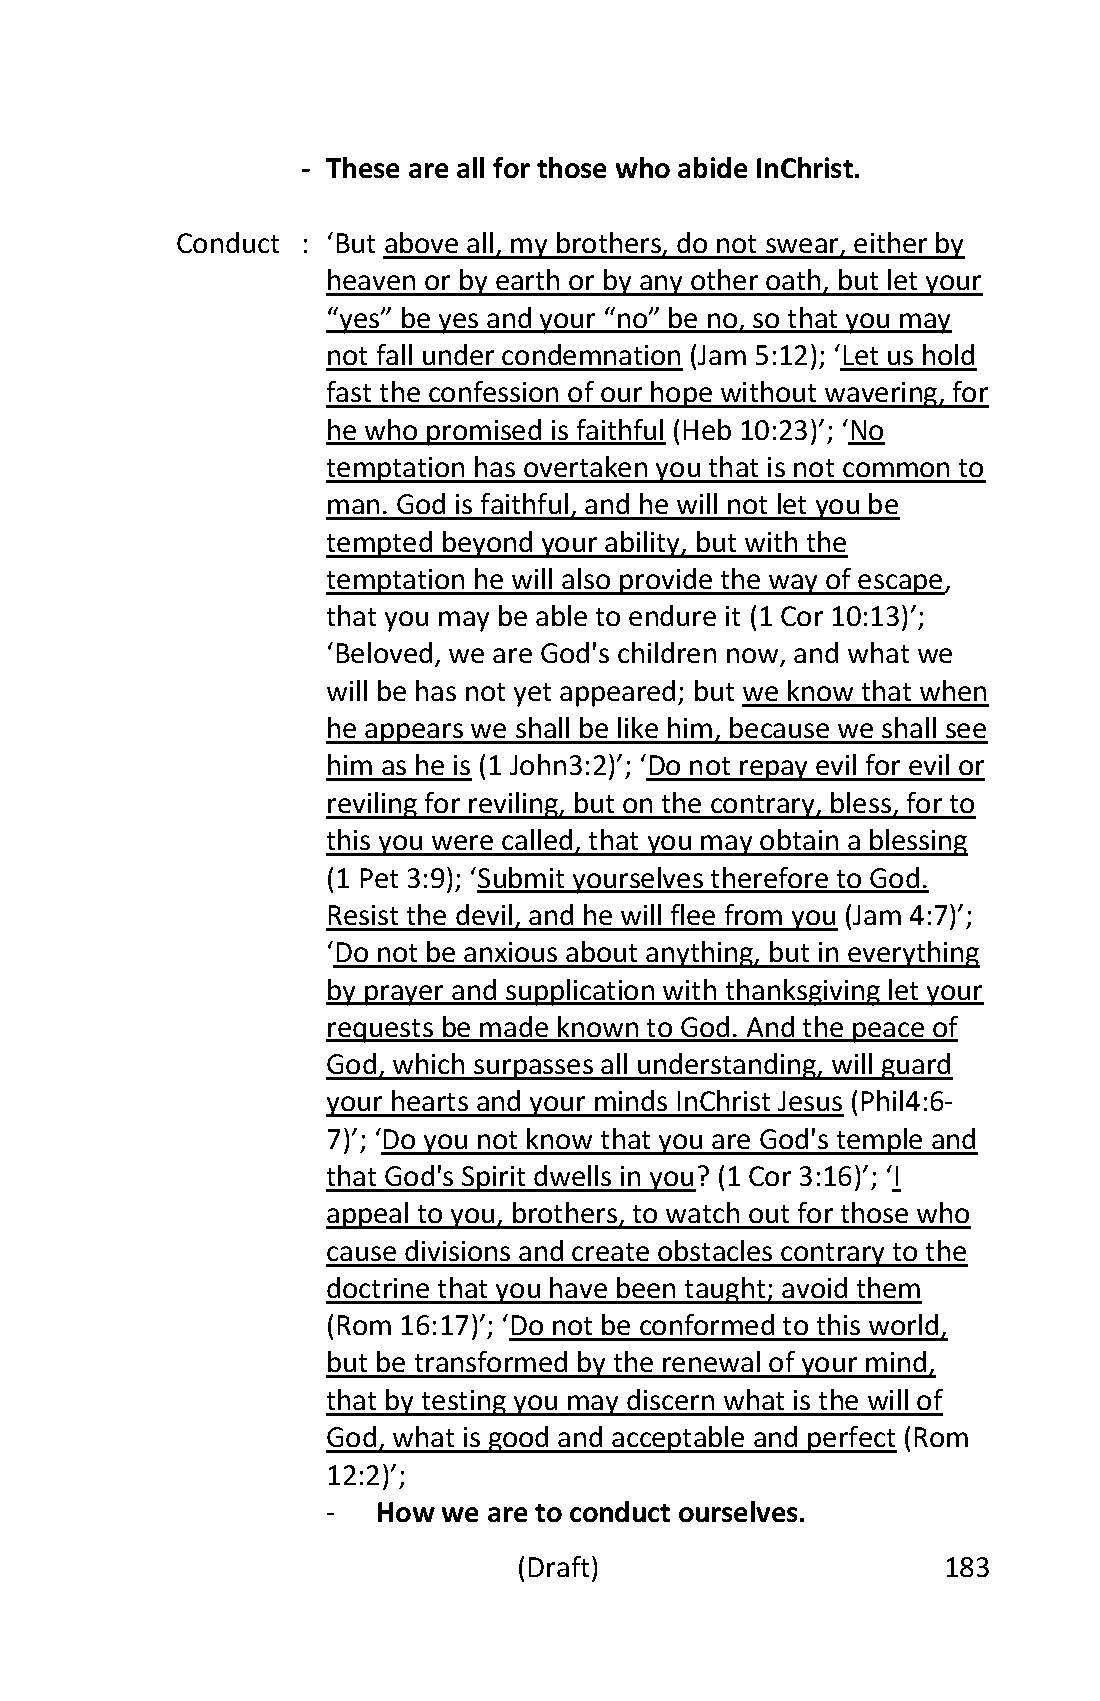 - These are all for those who abide InChrist.
Conduct : ‘But above all, my brothers, do not swear, either by
heaven or by earth or by any other oath, but let your
“yes” be yes and your “no” be no, so that you may
not fall under condemnation (Jam 5:12); ‘Let us hold
fast the confession of our hope without wavering, for
he who promised is faithful (Heb 10:23)’; ‘No
temptation has overtaken you that is not common to
man. God is faithful, and he will not let you be
tempted beyond your ability, but with the
temptation he will also provide the way of escape,
that you may be able to endure it (1 Cor 10:13)’;
‘Beloved, we are God's children now, and what we
will be has not yet appeared; but we know that when
he appears we shall be like him, because we shall see
him as he is (1 John3:2)’; ‘Do not repay evil for evil or
reviling for reviling, but on the contrary, bless, for to
this you were called, that you may obtain a blessing
(1 Pet 3:9); ‘Submit yourselves therefore to God.
Resist the devil, and he will flee from you (Jam 4:7)’;
‘Do not be anxious about anything, but in everything
by prayer and supplication with thanksgiving let your
requests be made known to God. And the peace of
God, which surpasses all understanding, will guard
your hearts and your minds InChrist Jesus (Phil4:6-
7)’; ‘Do you not know that you are God's temple and
that God's Spirit dwells in you? (1 Cor 3:16)’; ‘I
appeal to you, brothers, to watch out for those who
cause divisions and create obstacles contrary to the
doctrine that you have been taught; avoid them
(Rom 16:17)’; ‘Do not be conformed to this world,
but be transformed by the renewal of your mind,
that by testing you may discern what is the will of
God, what is good and acceptable and perfect (Rom
12:2)’;
- How we are to conduct ourselves.
(Draft) 183